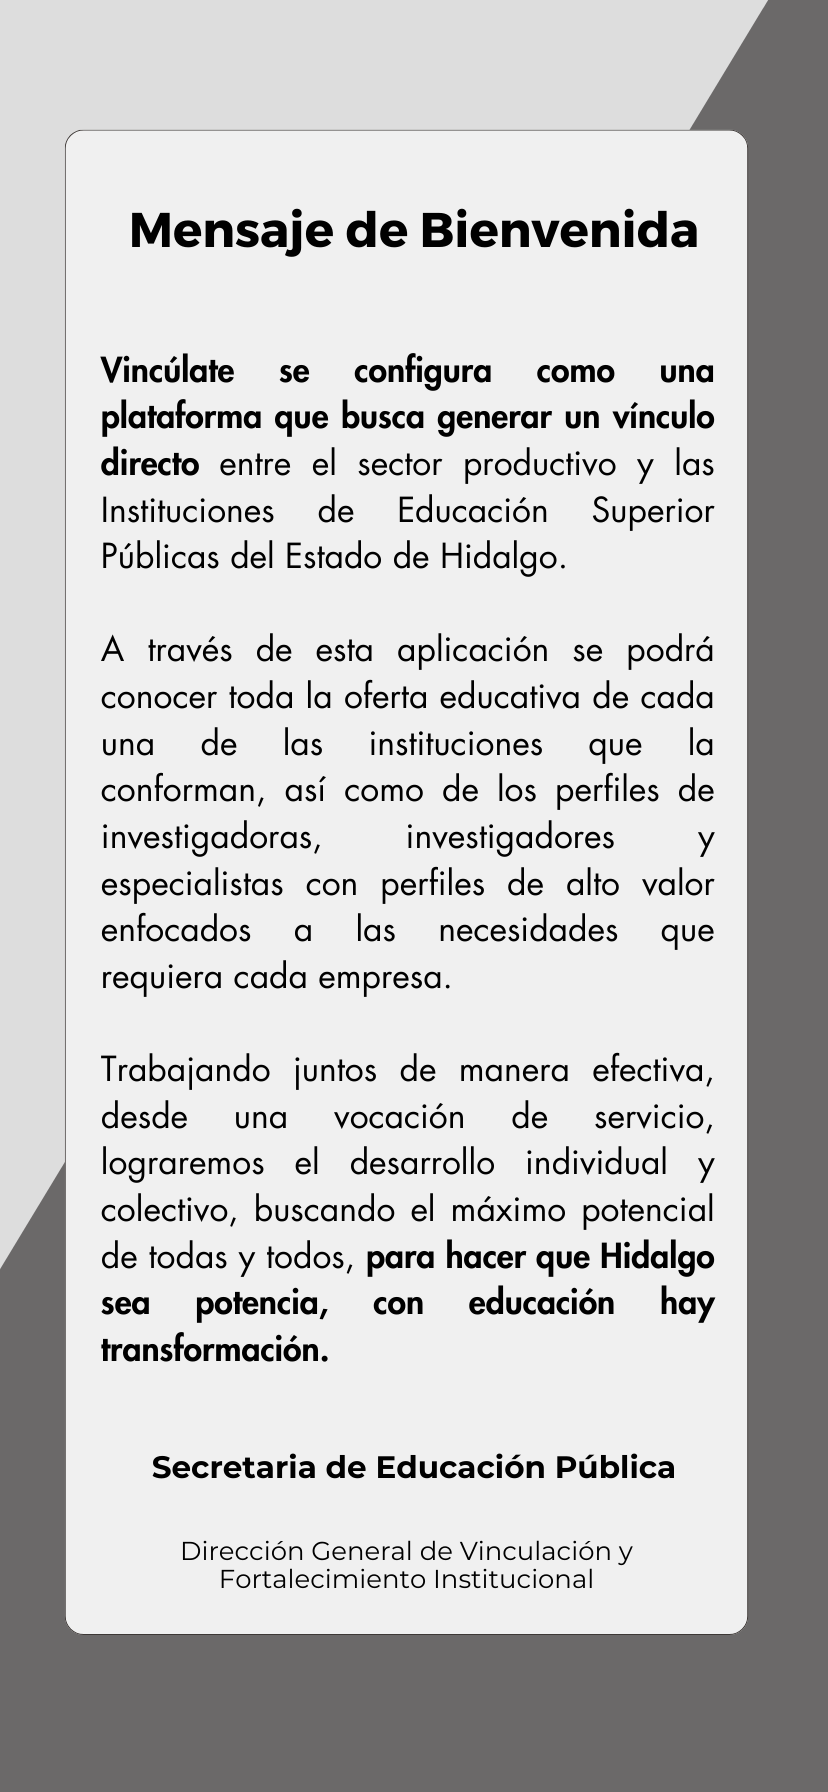 Mensaje de Bienvenida
Vincúlate se configura como una
plataforma que busca generar un vínculo
directo entre el sector productivo y las
Instituciones de Educación Superior
Públicas del Estado de Hidalgo.
A través de esta aplicación se podrá
conocer toda la oferta educativa de cada
una de las instituciones que la
conforman, así como de los perfiles de
investigadoras, investigadores y
especialistas con perfiles de alto valor
enfocados a las necesidades que
requiera cada empresa.
Trabajando juntos de manera efectiva,
desde una vocación de servicio,
lograremos el desarrollo individual y
colectivo, buscando el máximo potencial
de todas y todos, para hacer que Hidalgo
sea potencia, con educación hay
transformación.
Secretaria de Educación Pública
Dirección General de Vinculación y
Fortalecimiento Institucional